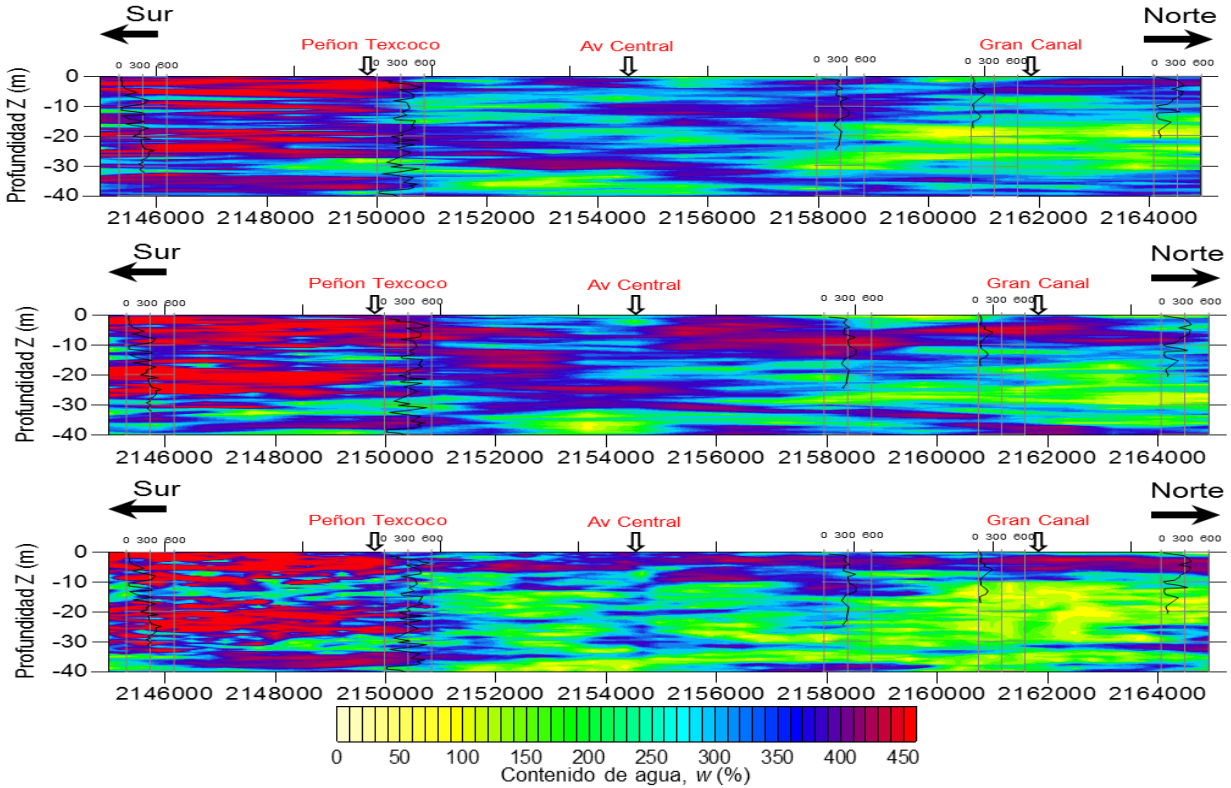 Sur Norte
Peñon Texcoco Av Central Gran Canal
0 300 600 0 300 600 0 300 0 300 0 300 600
Profundidad Z (m)
0
-10
-20
-30
-40
2146000 2148000 2150000 2152000 2154000 2156000 2158000 2160000 2162000 2164000
Sur Norte
Peñon Texcoco Av Central Gran Canal
0 300 600 0 300 600 0 300 600 0 300 600 0 300 600
Profundidad Z (m)
0
-10
-20
-30
-40
2146000 2148000 2150000 2152000 2154000 2156000 2158000 2160000 2162000 2164000
Sur Norte
Peñon Texcoco Av Central Gran Canal
0 300 600 0 300 600 0 300 600 0 300 600 0 300 600
Profundidad Z (m)
0
-10
-20
-30
-40
2146000 2148000 2150000 2152000 2154000 2156000 2158000 2160000 2162000 2164000
0 50 100 150 200 250 300 350 400 450
Contenido de agua, w (%)